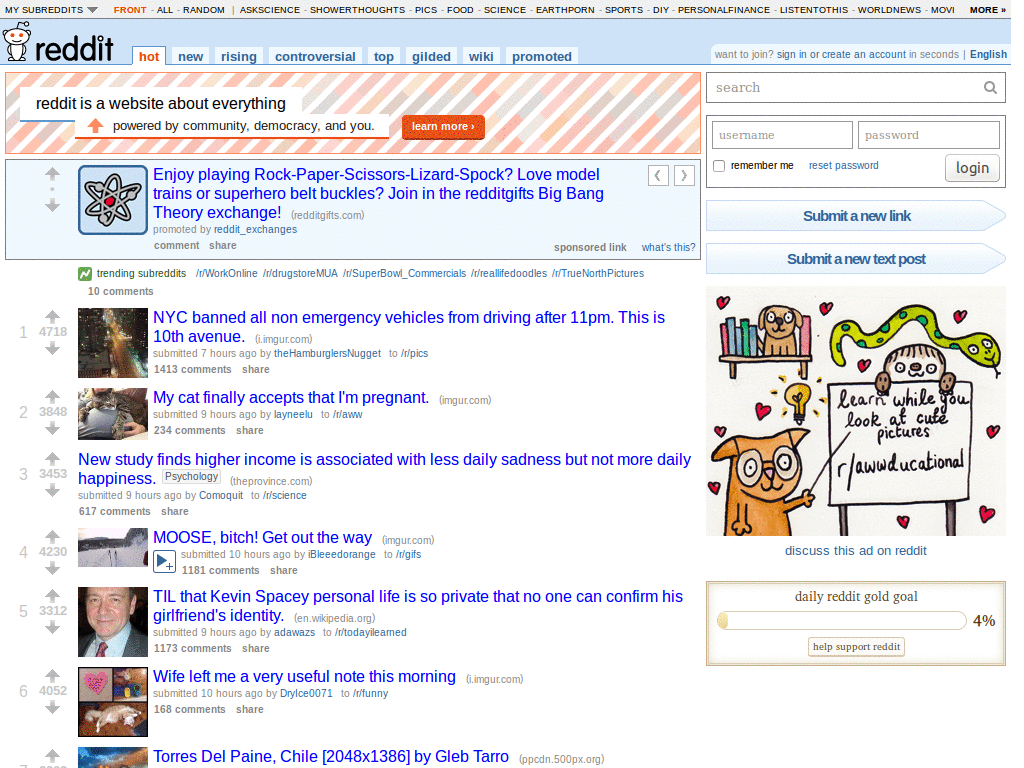 MY SUBREDDITS FRONT - ALL - RANDOM | ASKSCIENCE - SHOWERTHOUGHTS - PICS - FOOD - SCIENCE - EARTHPORN - SPORTS - DIY - PERSONALFINANCE - LISTENTOTHIS - WORLDNEWS - MOVI MORE »
reddit hot new rising controversial top gilded wiki promoted
want to join? sign in or create an account in seconds | English
reddit is a website about everything
powered by community, democracy, and you. learn more ›
search
username password
remember me reset password login
Submit a new link
Submit a new text post
Enjoy playing Rock-Paper-Scissors-Lizard-Spock? Love model
trains or superhero belt buckles? Join in the redditgifts Big Bang
Theory exchange! (redditgifts.com)
promoted by reddit_exchanges
comment share
sponsored link what's this?
trending subreddits /r/WorkOnline /r/drugstoreMUA /r/SuperBowl_Commercials /r/reallifedoodles /r/TrueNorthPictures
10 comments
1 4718
NYC banned all non emergency vehicles from driving after 11pm. This is
10th avenue. (i.imgur.com)
submitted 7 hours ago by theHamburglersNugget to /r/pics
1413 comments share
2 3848
My cat finally accepts that I'm pregnant. (imgur.com)
submitted 9 hours ago by layneelu to /r/aww
234 comments share
3 3453
New study finds higher income is associated with less daily sadness but not more daily
happiness. Psychology (theprovince.com)
submitted 9 hours ago by Comoquit to /r/science
617 comments share
4 4230
MOOSE, bitch! Get out the way (imgur.com)
submitted 10 hours ago by iBleeedorange to /r/gifs
1181 comments share
5 3312
TIL that Kevin Spacey personal life is so private that no one can confirm his
girlfriend's identity. (en.wikipedia.org)
submitted 9 hours ago by adawazs to /r/todayilearned
1173 comments share
6 4052
Wife left me a very useful note this morning (i.imgur.com)
submitted 10 hours ago by DryIce0071 to /r/funny
168 comments share
Torres Del Paine, Chile [2048x1386] by Gleb Tarro (ppcdn.500px.org)
learn while you
look at cute
pictures
r/awwducational
discuss this ad on reddit
daily reddit gold goal
4%
help support reddit